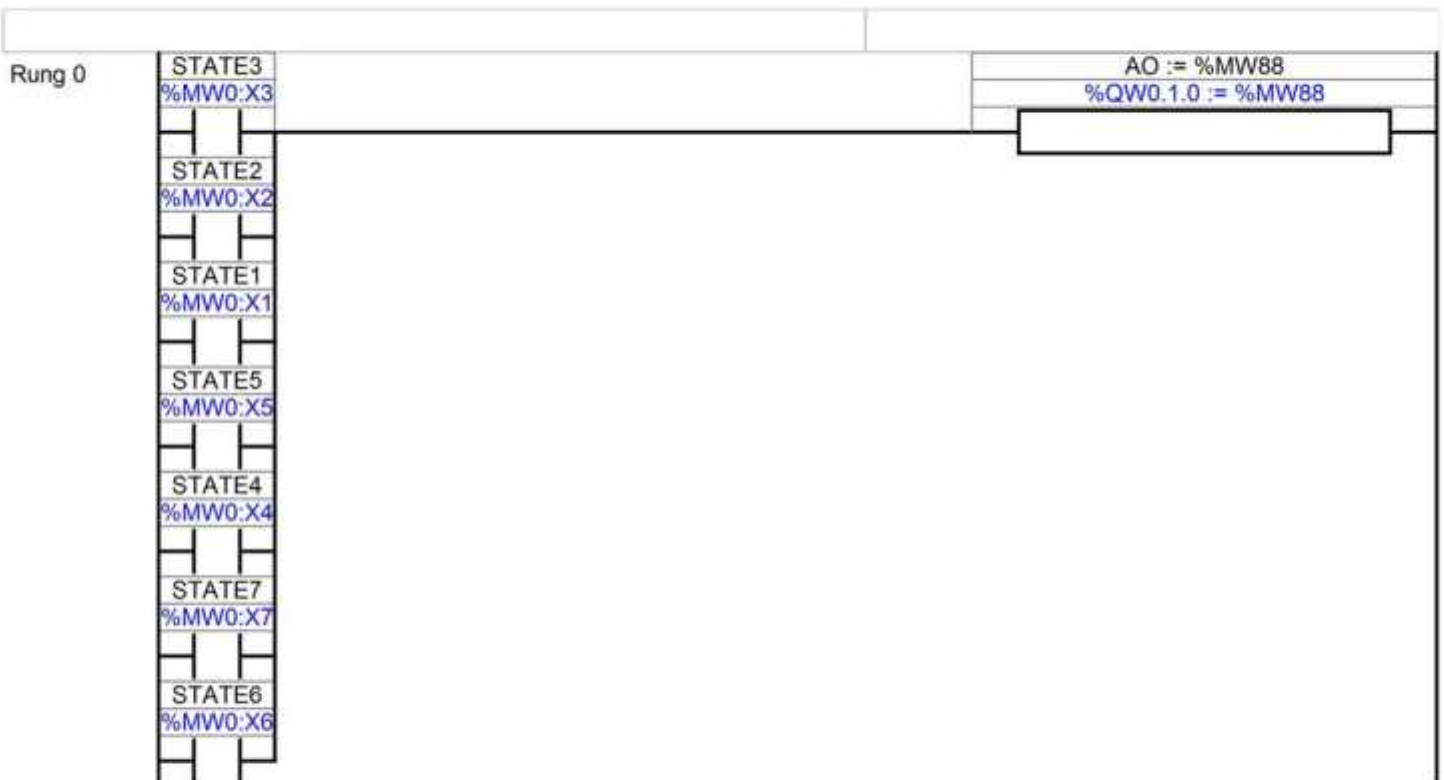 Rung 0
STATE3
%MW0:X3
AO := %MW88
%QW0.1.0 := %MW88
STATE2
%MW0:X2
STATE1
%MW0:X1
STATE5
%MW0:X5
STATE4
%MW0:X4
STATE7
%MW0:X7
STATE6
%MW0:X6